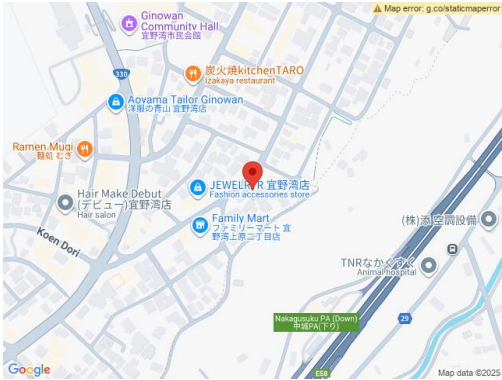 Map error: g.co/staticmaperror
Ginowan
Community Hall
宜野湾市民会館
330
炭火焼kitchenTARO
Izakaya restaurant
Aoyama Tailor Ginowan
洋服の青山 宜野湾店
Ramen Mugi
麺処 むぎ
JEWELRER 宜野湾店
Fashion accessories store
Hair Make Debut
(デビュー)宜野湾店
Hair salon
Family Mart
ファミリーマート 宜
野湾上原二丁目店
Koen Dori
(株)添 空調設備
TNRなかぐすく
Animal hospital
Nakagusuku PA (Down)
中城PA(下り)
29
E58
Google
Map data ©2025